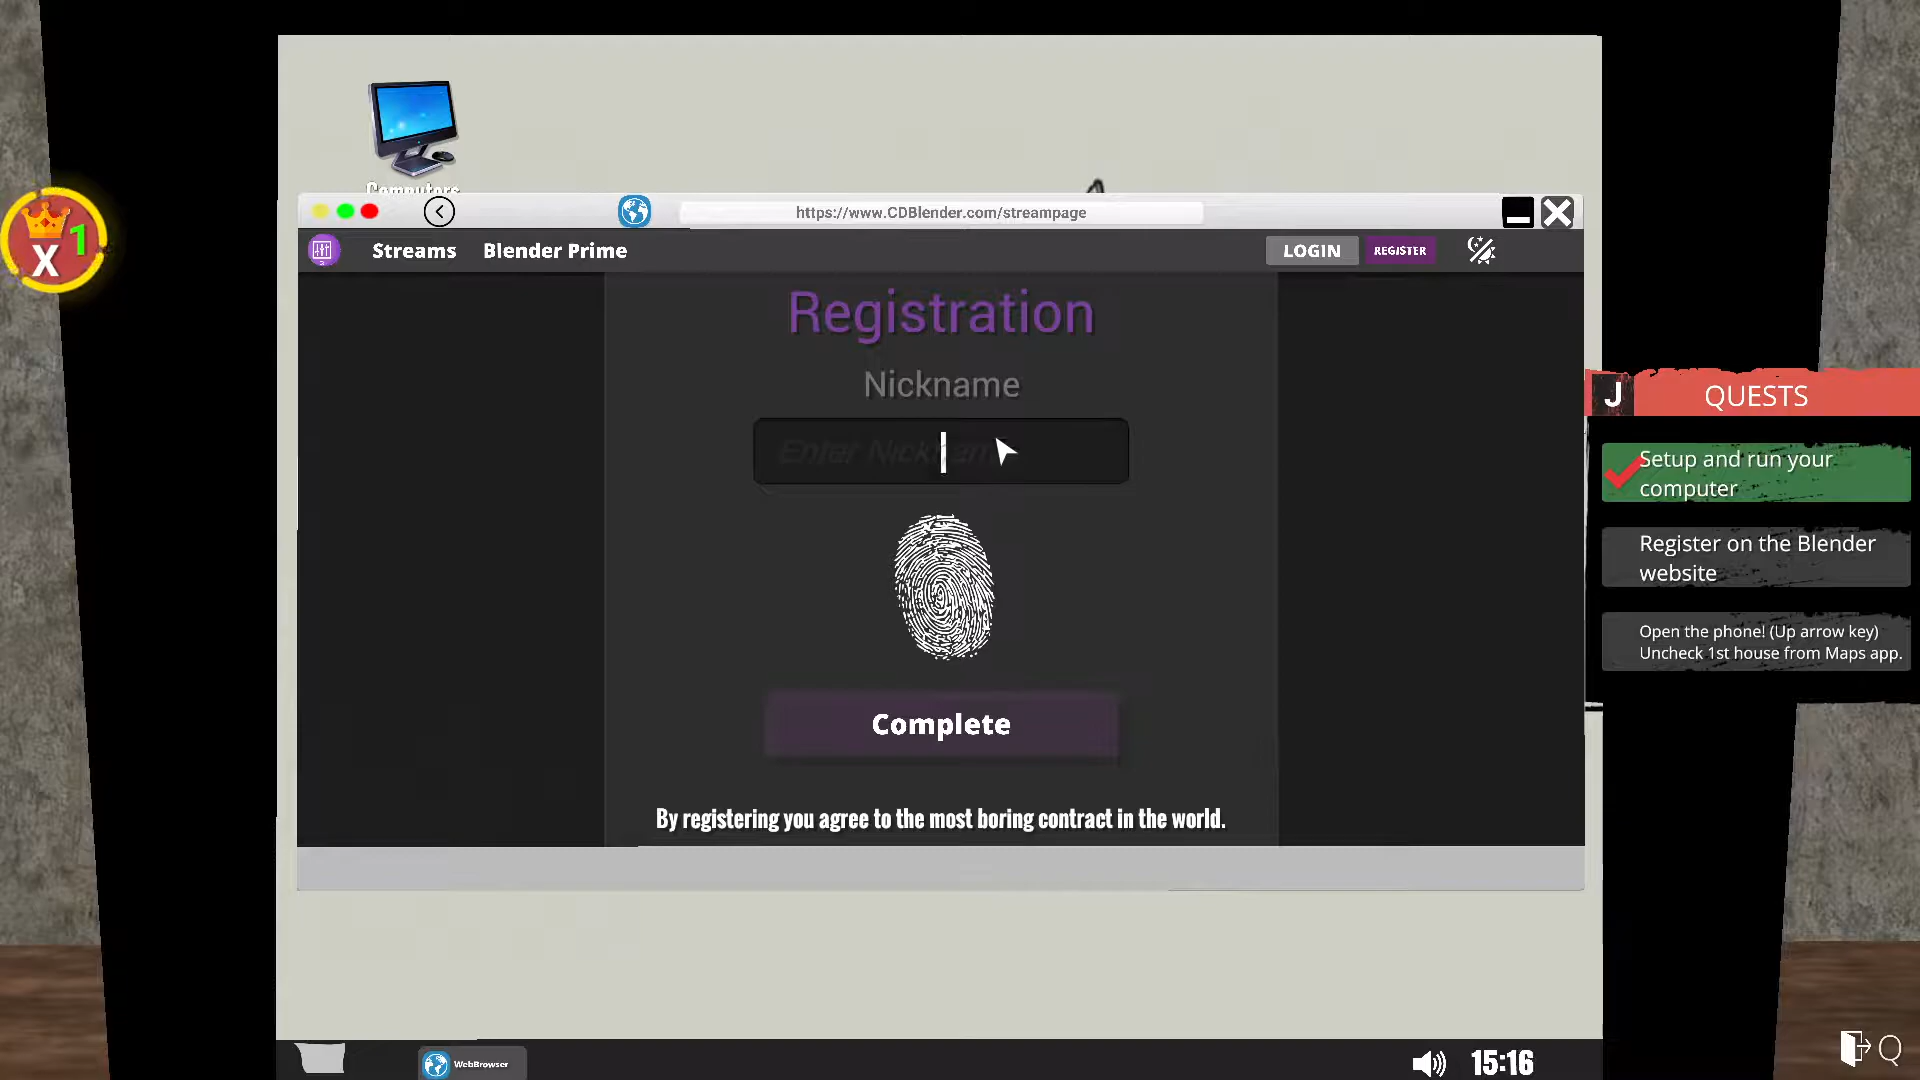 Computers
https://www.CDBlender.com/streampage
Streams
Blender Prime
LOGIN
REGISTER
Registration
Nickname
Enter Nickname
Complete
By registering you agree to the most boring contract in the world.
X 1
J
QUESTS
Setup and run your
computer
Register on the Blender
website
Open the phone! (Up arrow key)
Uncheck 1st house from Maps app.
WebBrowser
15:16
Q